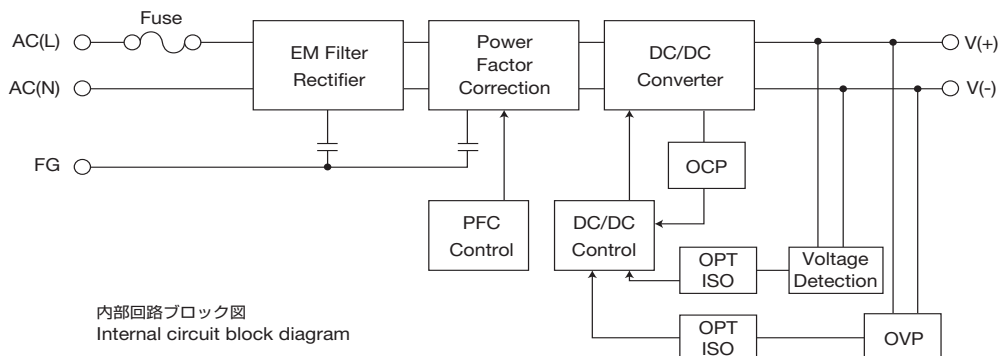 Fuse
AC(L)
AC(N)
FG
EM Filter
Rectifier
Power
Factor
Correction
DC/DC
Converter
V(+)
V(-)
OCP
PFC
Control
DC/DC
Control
OPT
ISO
Voltage
Detection
OPT
ISO
OVP
内部回路ブロック図
Internal circuit block diagram